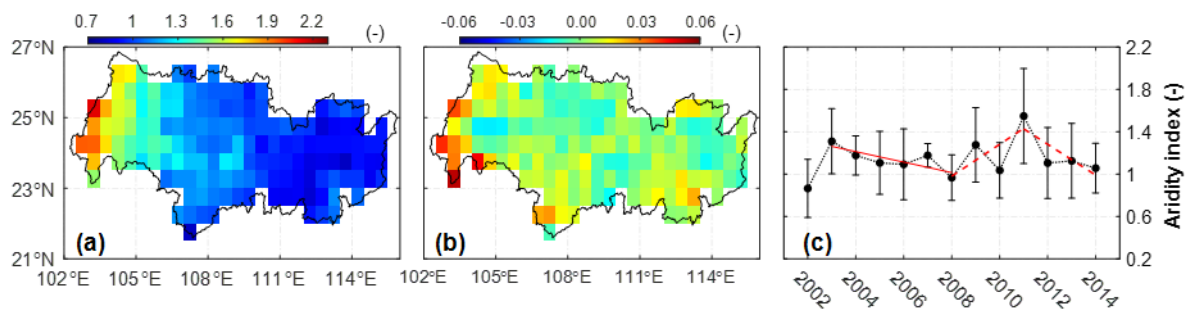 0.7 1 1.3 1.6 1.9 2.2
(-)
27°N
25°N
23°N
21°N
(a)
102°E 105°E 108°E 111°E 114°E
-0.06 -0.03 0.00 0.03 0.06
(-)
(b)
102°E 105°E 108°E 111°E 114°E
2.2
1.8
1.4
1
0.6
0.2
Aridity index (-)
(c)
2002 2004 2006 2008 2010 2012 2014